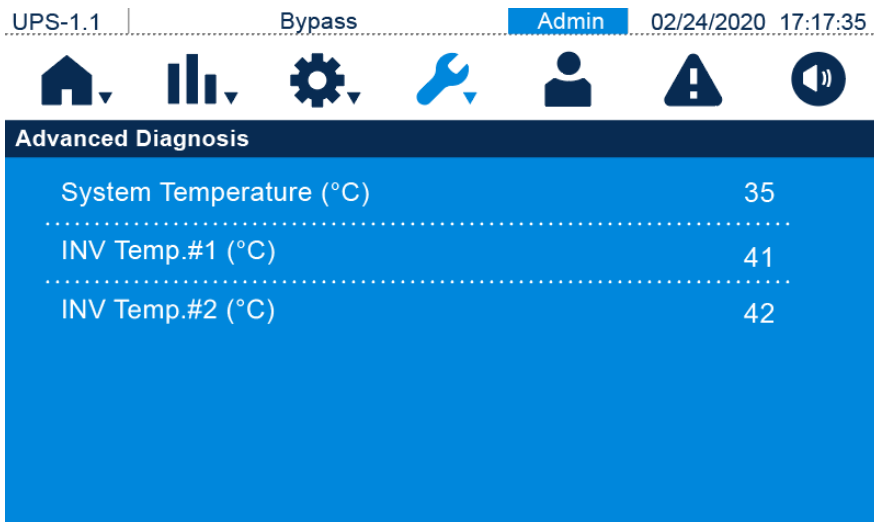 UPS-1.1 Bypass Admin 02/24/2020 17:17:35
Advanced Diagnosis
System Temperature (°C) 35
INV Temp.#1 (°C) 41
INV Temp.#2 (°C) 42